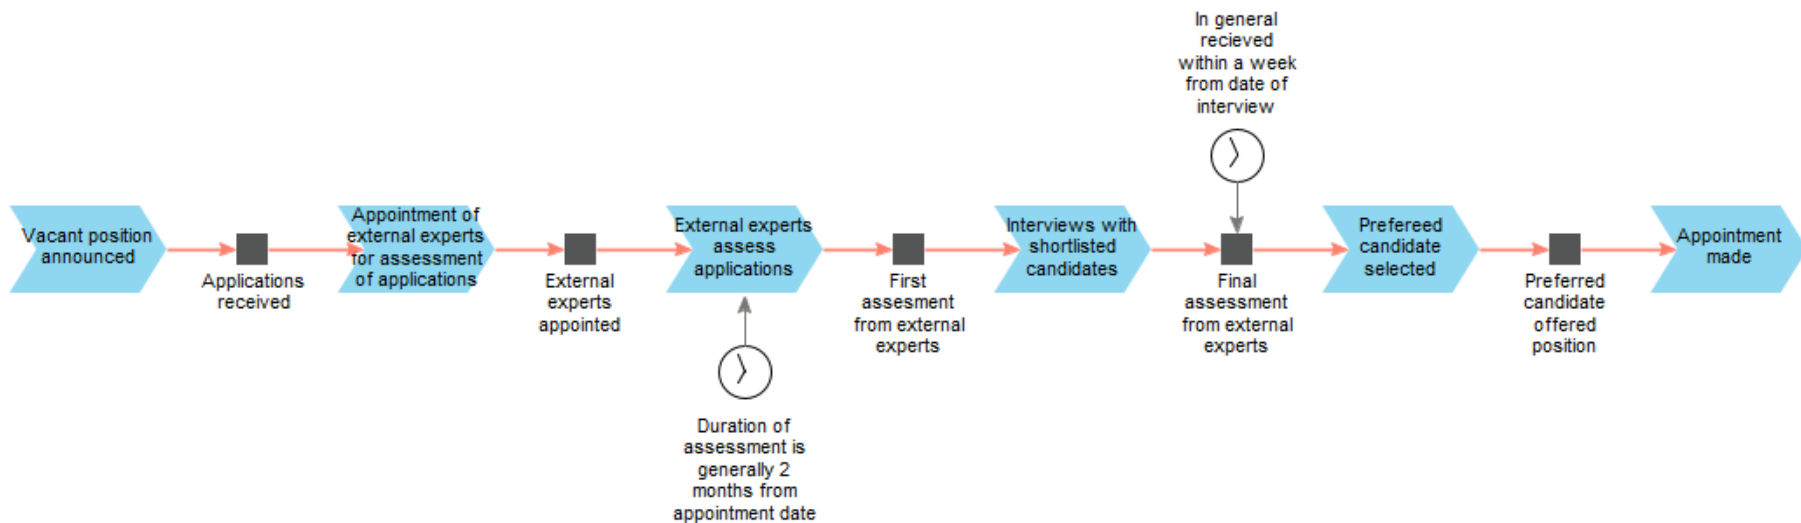 In general
recieved
within a week
from date of
interview
Vacant position
announced
Applications
received
Appointment of
external experts
for assessment
of applications
External
experts
appointed
External experts
assess
applications
Duration of
assessment is
generally 2
months from
appointment date
First
assesment
from external
experts
Interviews with
shortlisted
candidates
Final
assessment
from external
experts
Prefereed
candidate
selected
Preferred
candidate
offered
position
Appointment
made